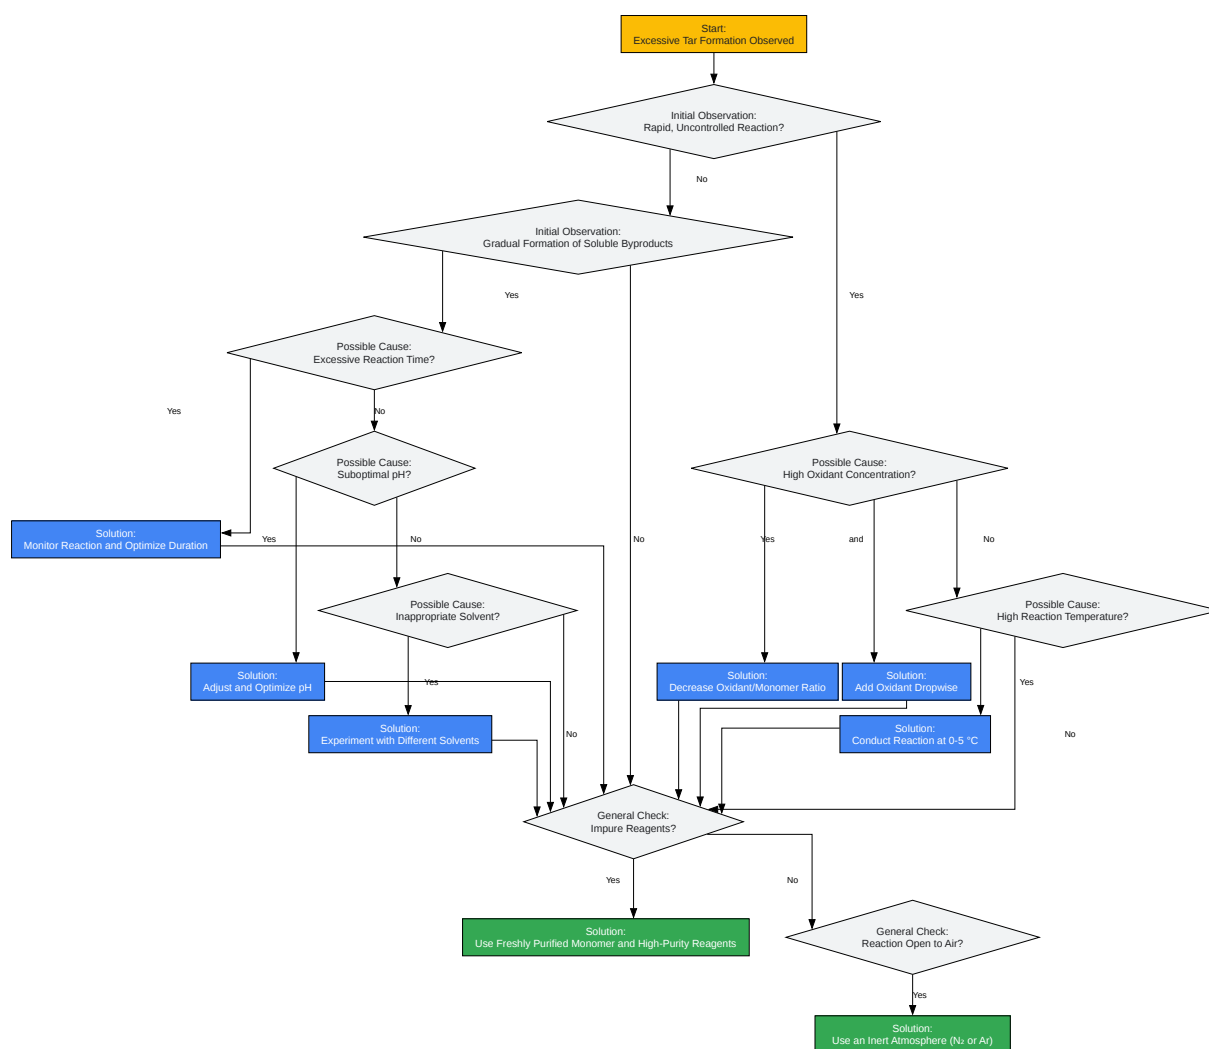 Start:
Excessive Tar Formation Observed
Initial Observation:
Rapid, Uncontrolled Reaction?
No
Initial Observation:
Gradual Formation of Soluble Byproducts
Yes
Yes
Possible Cause:
Excessive Reaction Time?
Yes
No
Possible Cause:
Suboptimal pH?
Possible Cause:
High Oxidant Concentration?
Solution:
Monitor Reaction and Optimize Duration
Yes
No
No
Yes
and
No
Possible Cause:
Inappropriate Solvent?
Possible Cause:
High Reaction Temperature?
Solution:
Adjust and Optimize pH
Yes
Solution:
Decrease Oxidant/Monomer Ratio
Solution:
Add Oxidant Dropwise
Yes
Solution:
Experiment with Different Solvents
No
Solution:
Conduct Reaction at 0-5 °C
No
General Check:
Impure Reagents?
Yes
No
Solution:
Use Freshly Purified Monomer and High-Purity Reagents
General Check:
Reaction Open to Air?
Yes
Solution:
Use an Inert Atmosphere (N₂ or Ar)